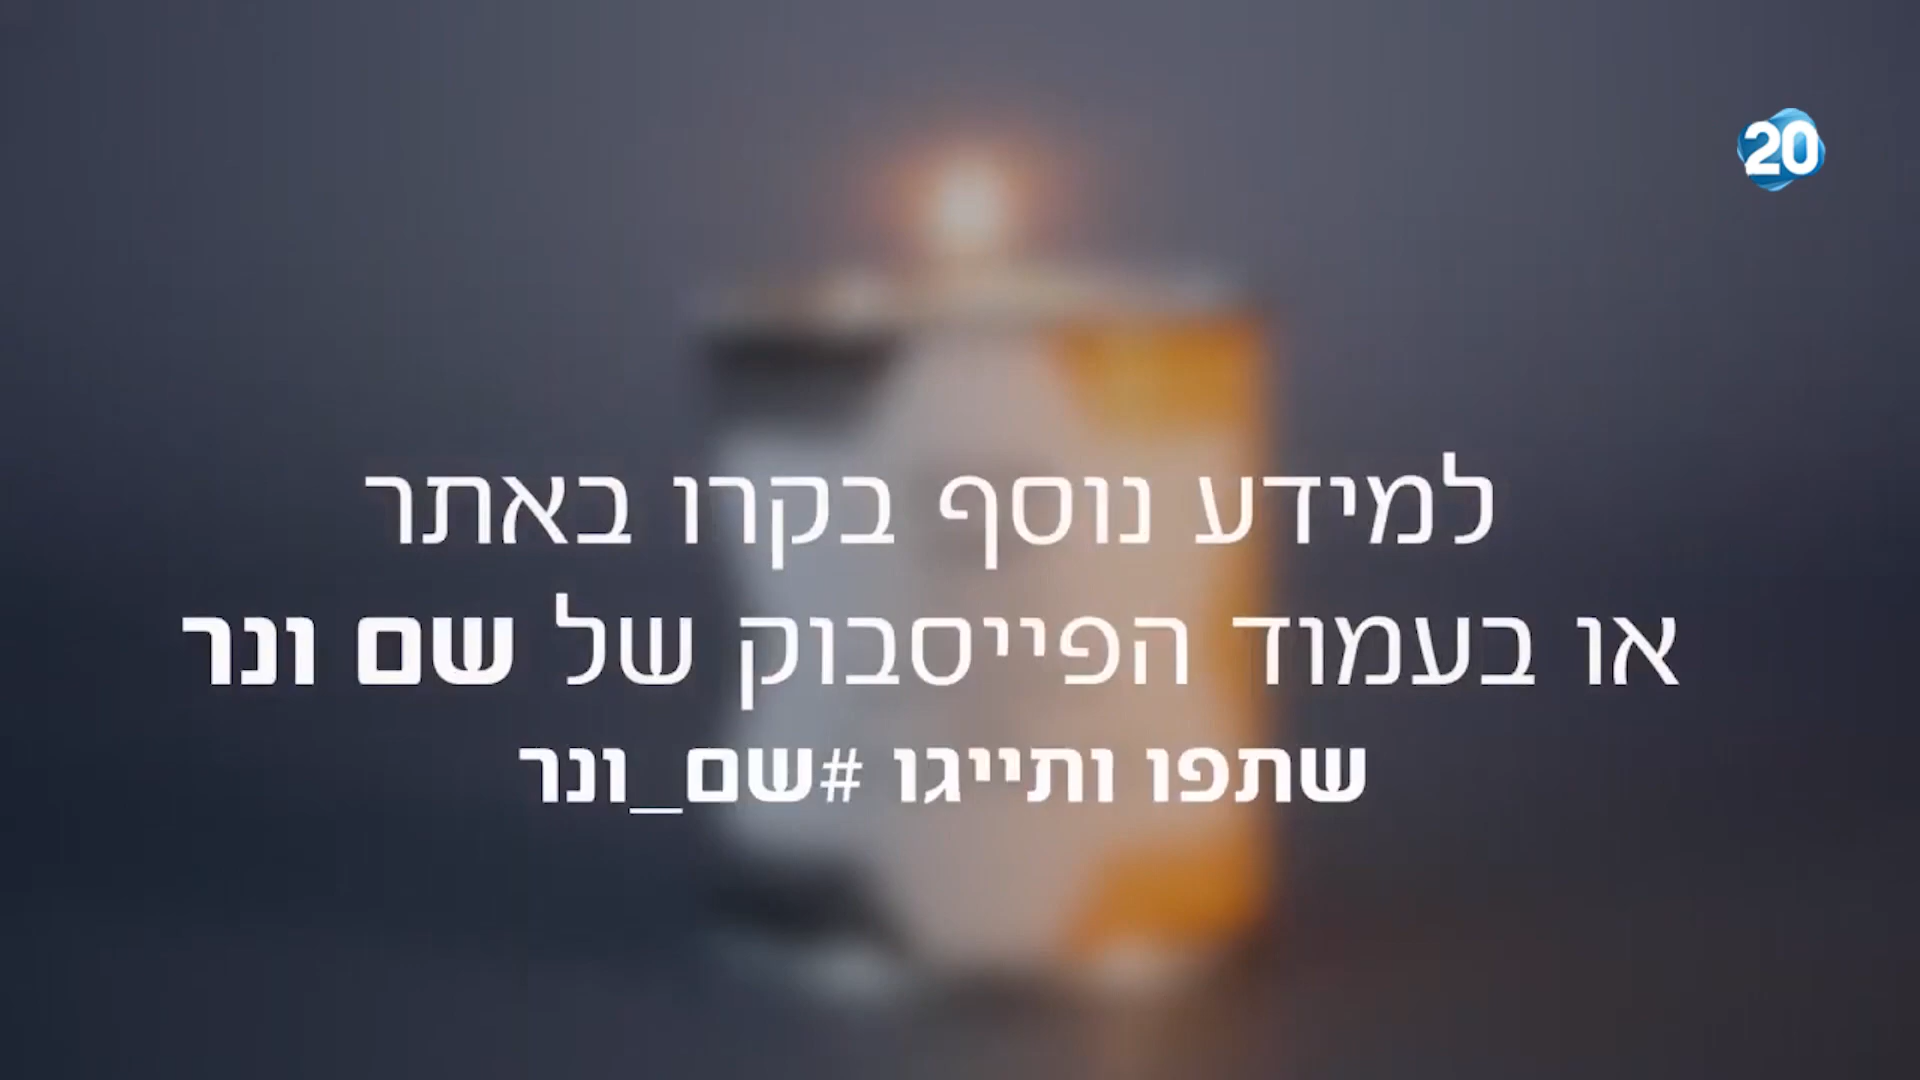 20
למידע נוסף בקרו באתר
או בעמוד הפייסבוק של שם ונר
שתפו ותייגו #שם_ונר